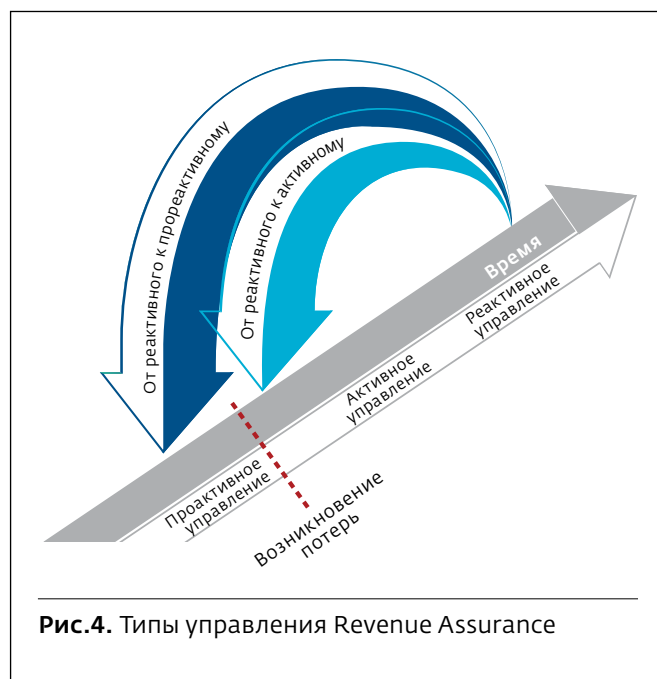 От реактивного к прореактивному
От реактивного к активному
Время
Реактивное
управление
Активное
управление
Проактивное
управление
Возникновение
потерь
Рис.4. Типы управления Revenue Assurance